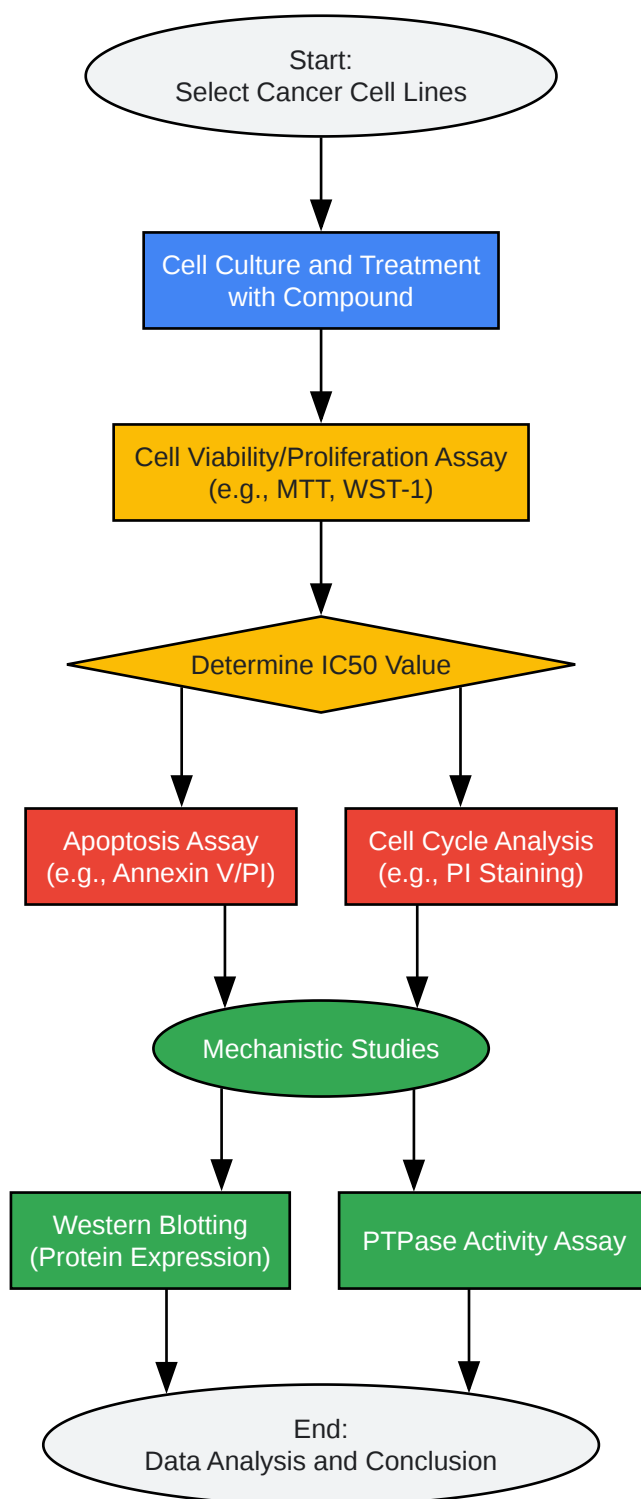 Start:
Select Cancer Cell Lines
Cell Culture and Treatment
with Compound
Cell Viability/Proliferation Assay
(e.g., MTT, WST-1)
Determine IC50 Value
Apoptosis Assay
(e.g., Annexin V/PI)
Cell Cycle Analysis
(e.g., PI Staining)
Mechanistic Studies
Western Blotting
(Protein Expression)
PTPase Activity Assay
End:
Data Analysis and Conclusion